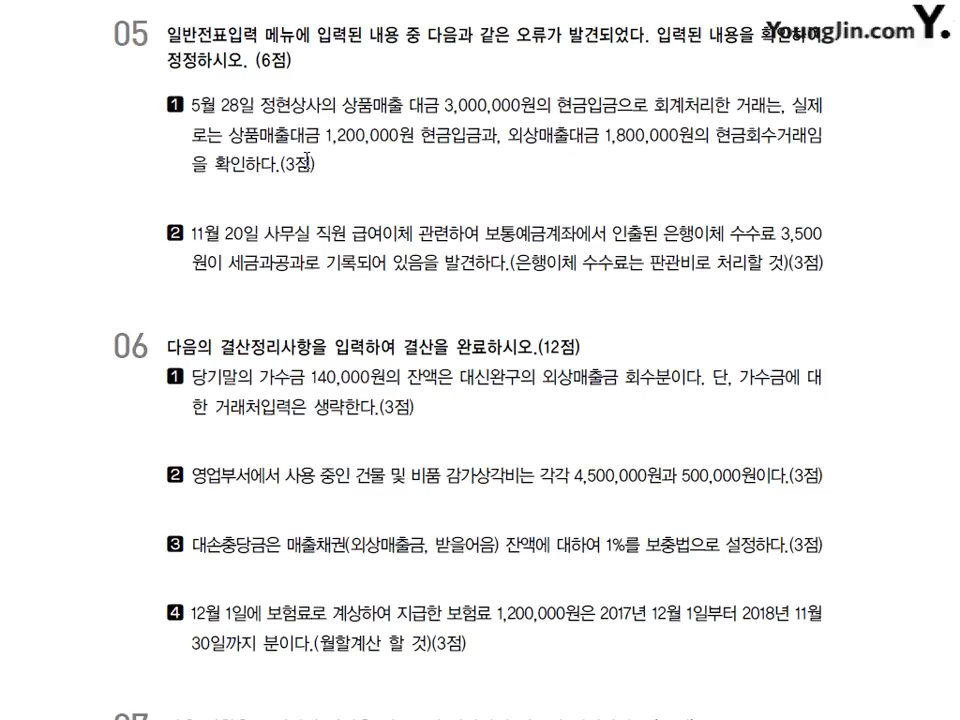 YoungJin.com Y.
05 일반전표입력 메뉴에 입력된 내용 중 다음과 같은 오류가 발견되었다. 입력된 내용을 확인하여
정정하시오. (6점)
1 5월 28일 정현상사의 상품매출 대금 3,000,000원의 현금입금으로 회계처리한 거래는, 실제
로는 상품매출대금 1,200,000원 현금입금과, 외상매출대금 1,800,000원의 현금회수거래임
을 확인하다.(3점)
2 11월 20일 사무실 직원 급여이체 관련하여 보통예금계좌에서 인출된 은행이체 수수료 3,500
원이 세금과공과로 기록되어 있음을 발견하다.(은행이체 수수료는 판관비로 처리할 것)(3점)
06 다음의 결산정리사항을 입력하여 결산을 완료하시오.(12점)
1 당기말의 가수금 140,000원의 잔액은 대신완구의 외상매출금 회수분이다. 단, 가수금에 대
한 거래처입력은 생략한다.(3점)
2 영업부서에서 사용 중인 건물 및 비품 감가상각비는 각각 4,500,000원과 500,000원이다.(3점)
3 대손충당금은 매출채권(외상매출금, 받을어음) 잔액에 대하여 1%를 보충법으로 설정하다.(3점)
4 12월 1일에 보험료로 계상하여 지급한 보험료 1,200,000원은 2017년 12월 1일부터 2018년 11월
30일까지 분이다.(월할계산 할 것)(3점)